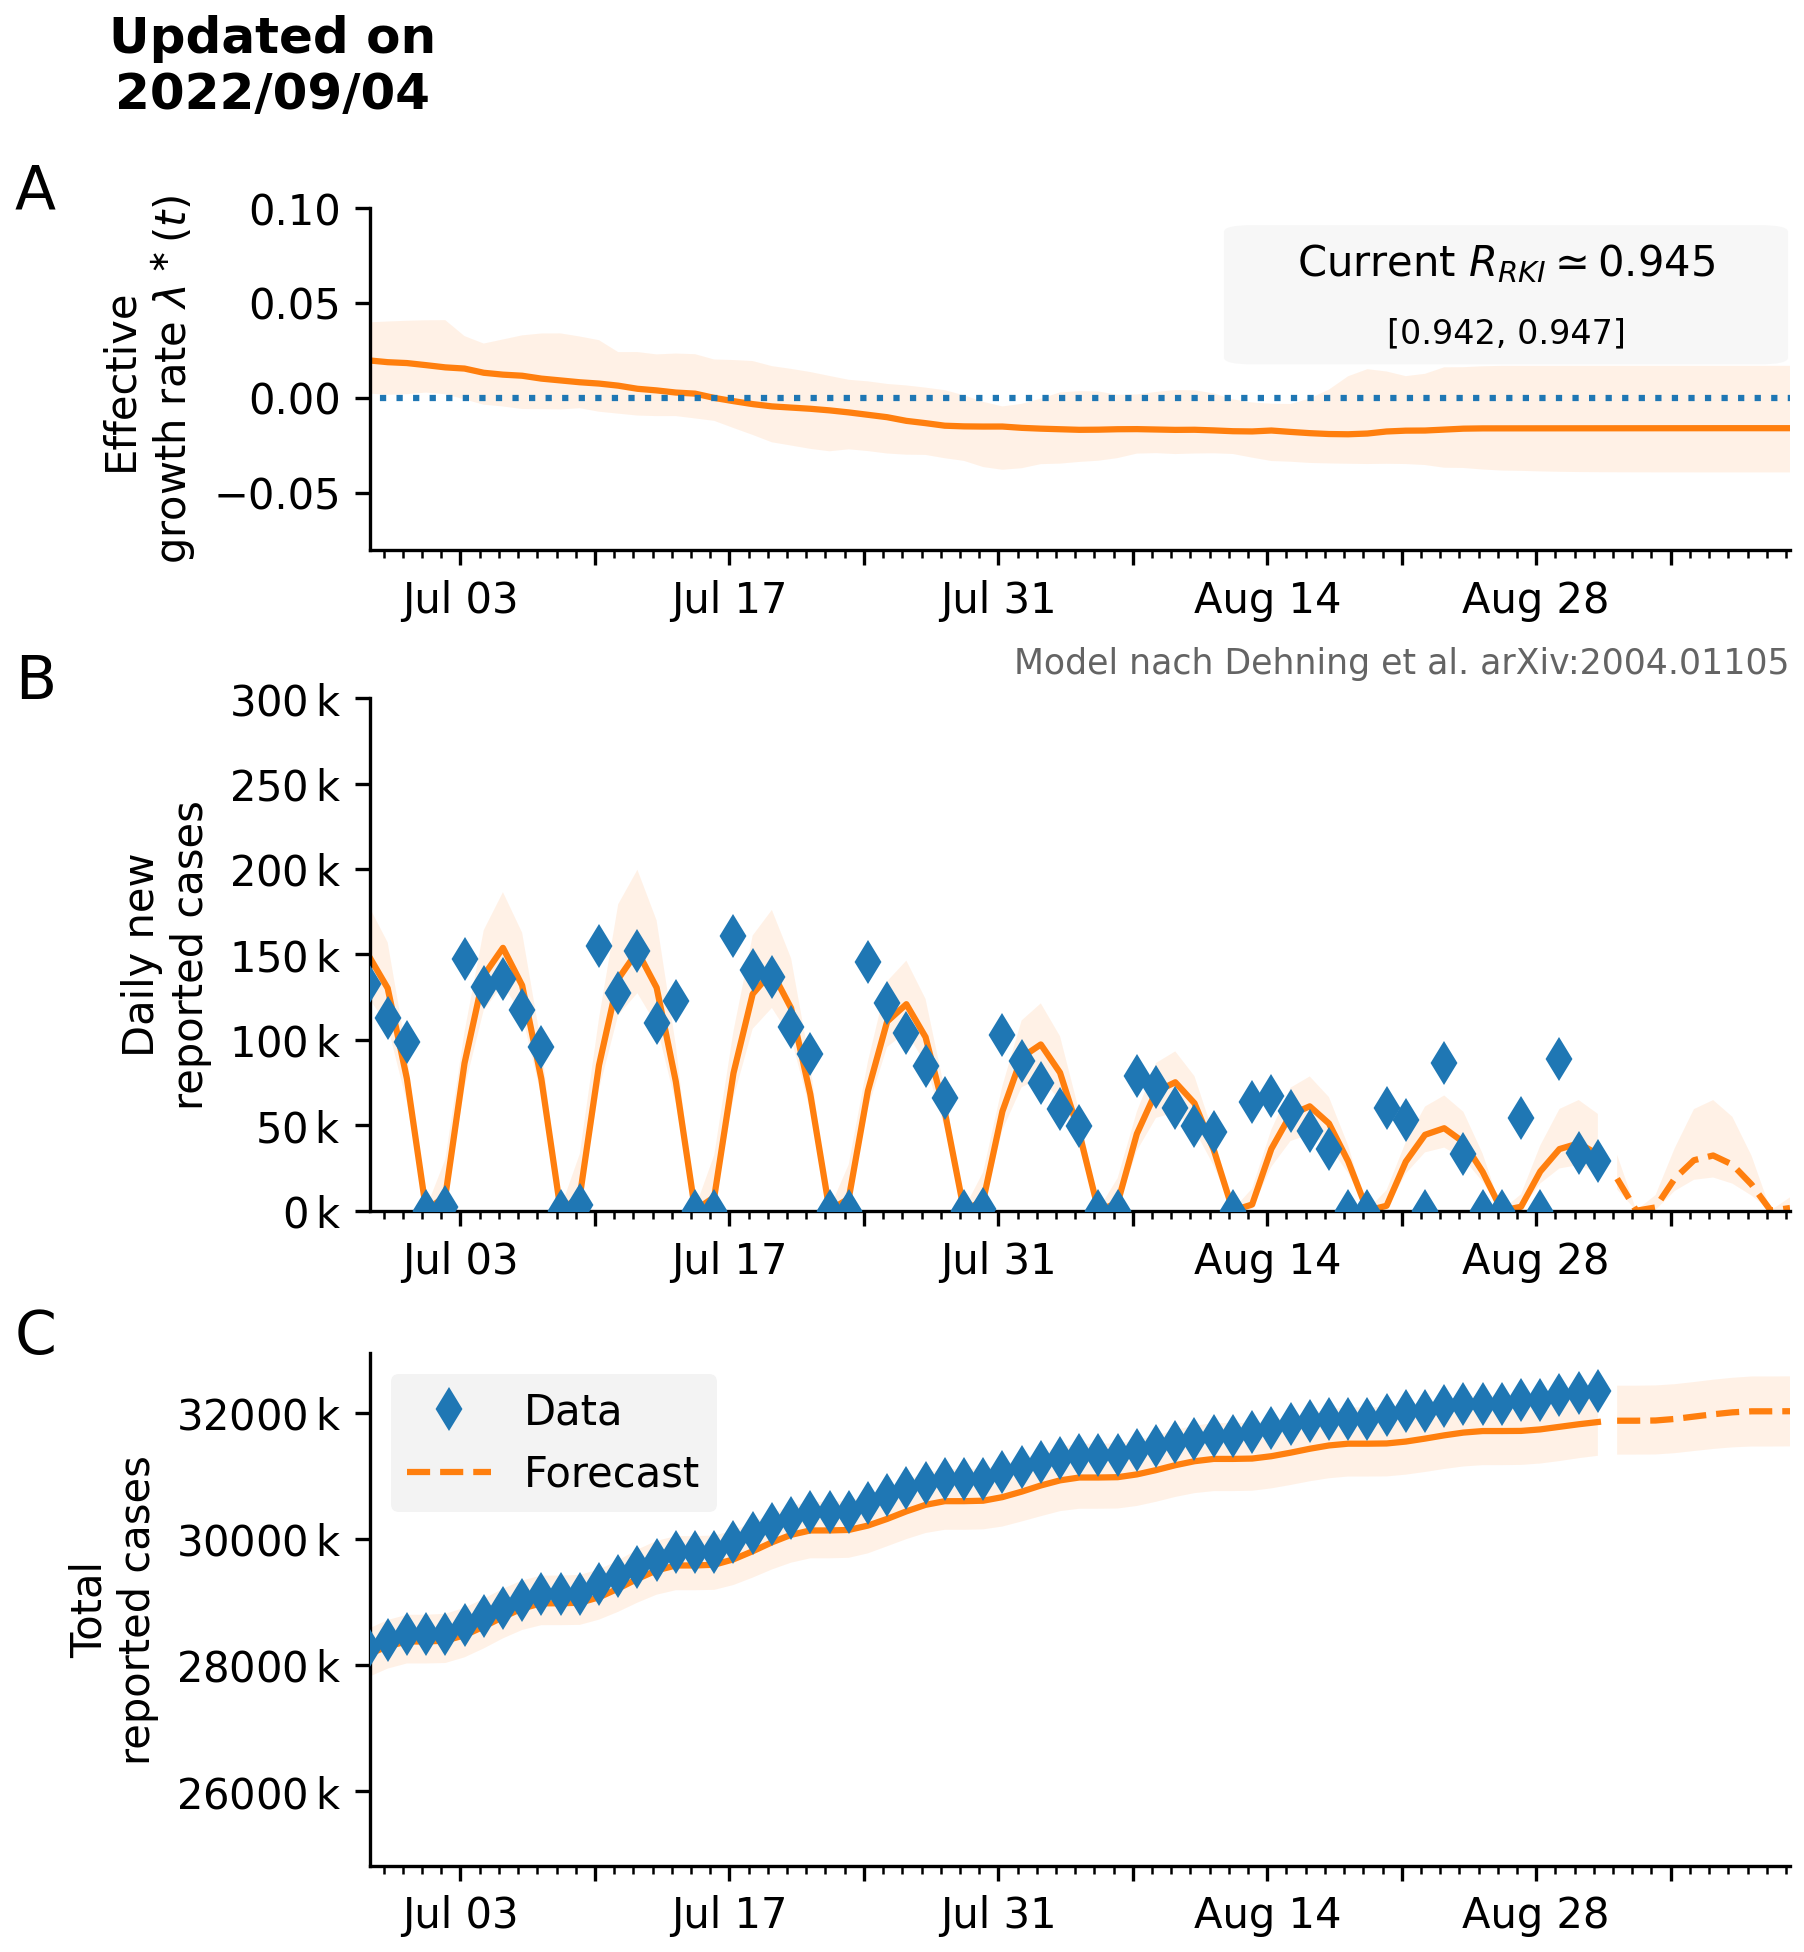 Updated on
2022/09/04
A
Effective
growth rate λ * (t)
0.10
0.05
0.00
−0.05
Current R_RKI ≃ 0.945
[0.942, 0.947]
Jul 03
Jul 17
Jul 31
Aug 14
Aug 28
Model nach Dehning et al. arXiv:2004.01105
B
Daily new
reported cases
300 k
250 k
200 k
150 k
100 k
50 k
0 k
Jul 03
Jul 17
Jul 31
Aug 14
Aug 28
C
Total
reported cases
32000 k
30000 k
28000 k
26000 k
Data
Forecast
Jul 03
Jul 17
Jul 31
Aug 14
Aug 28